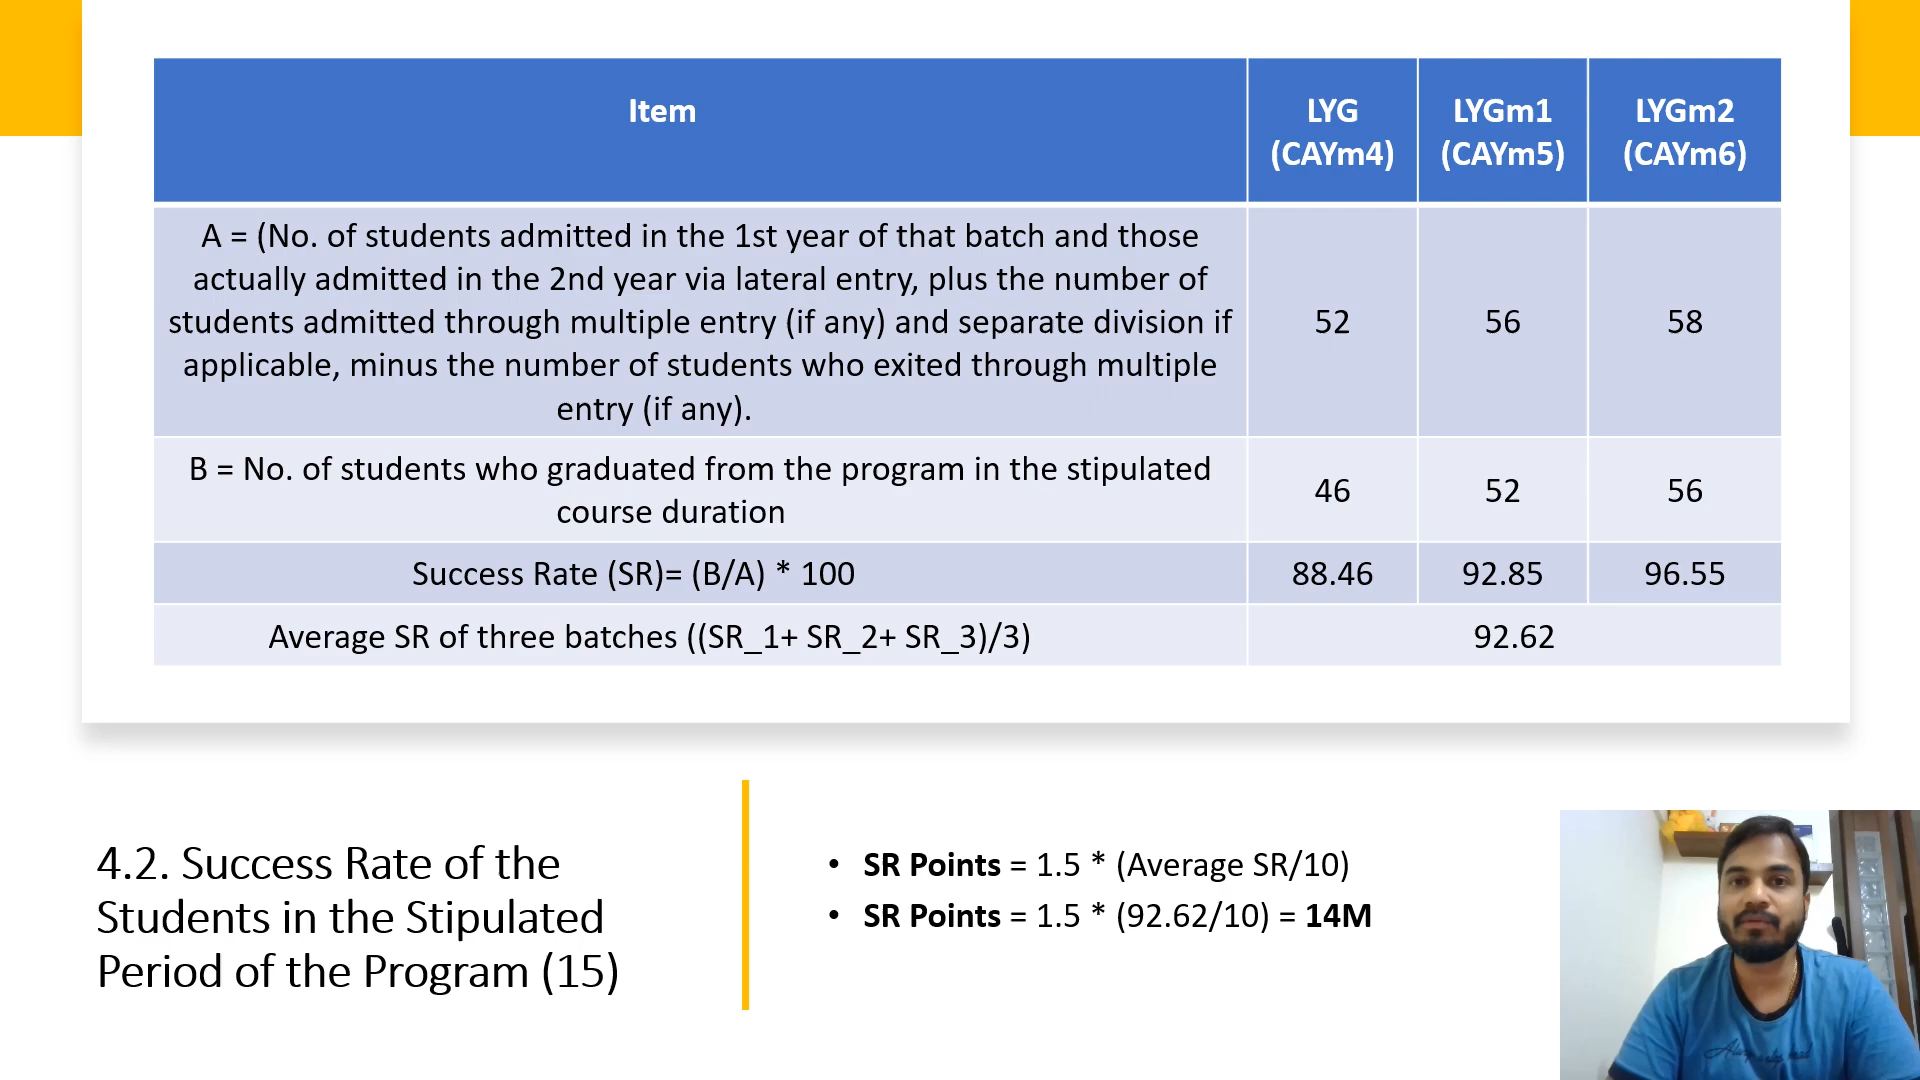 Item
LYG
(CAYm4)
LYGm1
(CAYm5)
LYGm2
(CAYm6)
A = (No. of students admitted in the 1st year of that batch and those
actually admitted in the 2nd year via lateral entry, plus the number of
students admitted through multiple entry (if any) and separate division if
applicable, minus the number of students who exited through multiple
entry (if any).
52
56
58
B = No. of students who graduated from the program in the stipulated
course duration
46
52
56
Success Rate (SR)= (B/A) * 100
88.46
92.85
96.55
Average SR of three batches ((SR_1+ SR_2+ SR_3)/3)
92.62
4.2. Success Rate of the
Students in the Stipulated
Period of the Program (15)
• SR Points = 1.5 * (Average SR/10)
• SR Points = 1.5 * (92.62/10) = 14M